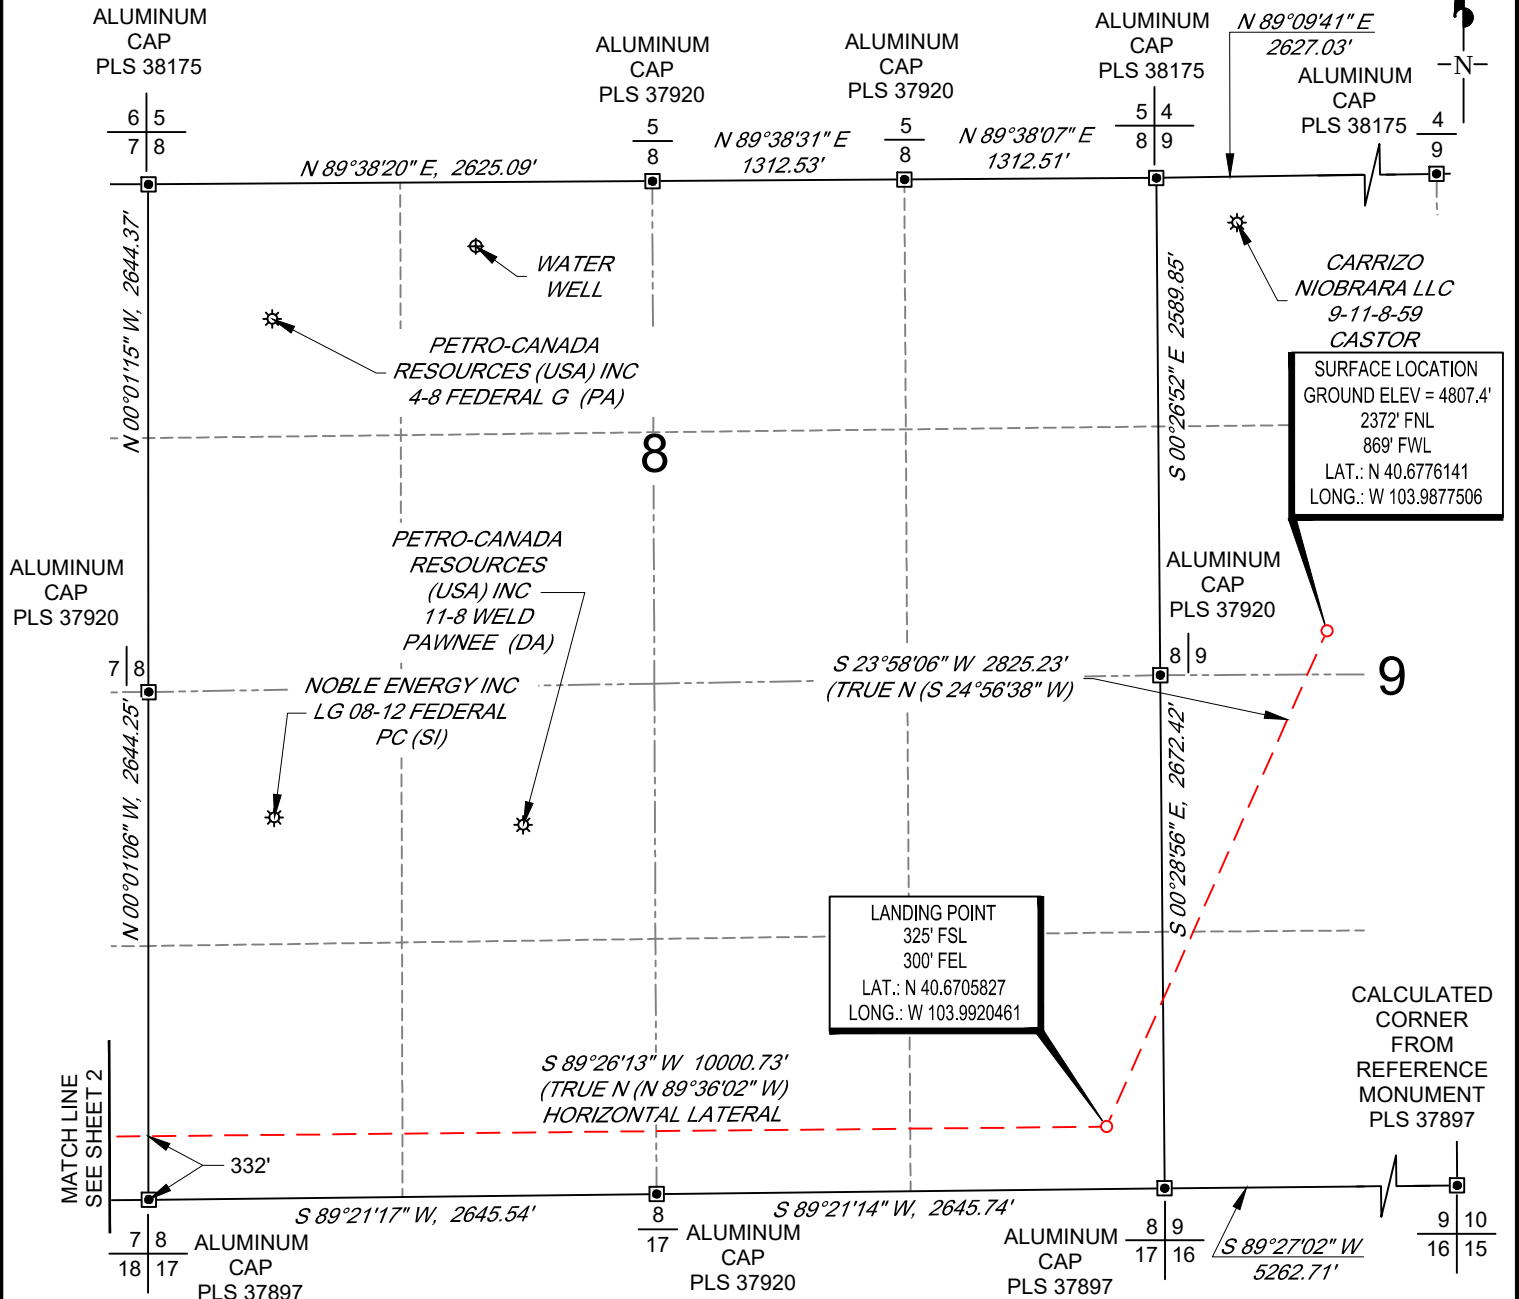 ALUMINUM
CAP
PLS 38175
6 5
7 8
ALUMINUM
CAP
PLS 37920
5
8
ALUMINUM
CAP
PLS 37920
5
8
ALUMINUM
CAP
PLS 38175
5 4
8 9
N 89°09'41" E
2627.03'
ALUMINUM
CAP
PLS 38175
4
9
N
N 89°38'20" E, 2625.09'
N 89°38'31" E
1312.53'
N 89°38'07" E
1312.51'
N 00°01'15" W, 2644.37'
WATER
WELL
PETRO-CANADA
RESOURCES (USA) INC
4-8 FEDERAL G (PA)
8
S 00°26'52" E 2589.85'
CARRIZO
NIOBRARA LLC
9-11-8-59
CASTOR
SURFACE LOCATION
GROUND ELEV = 4807.4'
2372' FNL
869' FWL
LAT.: N 40.6776141
LONG.: W 103.9877506
PETRO-CANADA
RESOURCES
(USA) INC
11-8 WELD
PAWNEE (DA)
ALUMINUM
CAP
PLS 37920
7 8
ALUMINUM
CAP
PLS 37920
8 9
9
S 23°58'06" W 2825.23'
(TRUE N (S 24°56'38" W)
NOBLE ENERGY INC
LG 08-12 FEDERAL
PC (SI)
N 00°01'06" W, 2644.25'
S 00°28'56" E, 2672.42'
LANDING POINT
325' FSL
300' FEL
LAT.: N 40.6705827
LONG.: W 103.9920461
CALCULATED
CORNER
FROM
REFERENCE
MONUMENT
PLS 37897
S 89°26'13" W 10000.73'
(TRUE N (N 89°36'02" W)
HORIZONTAL LATERAL
MATCH LINE
SEE SHEET 2
332'
S 89°21'17" W, 2645.54'
S 89°21'14" W, 2645.74'
7 8
18 17
ALUMINUM
CAP
PLS 37897
8
17
ALUMINUM
CAP
PLS 37920
ALUMINUM
CAP
PLS 37897
8 9
17 16
S 89°27'02" W
5262.71'
9 10
16 15